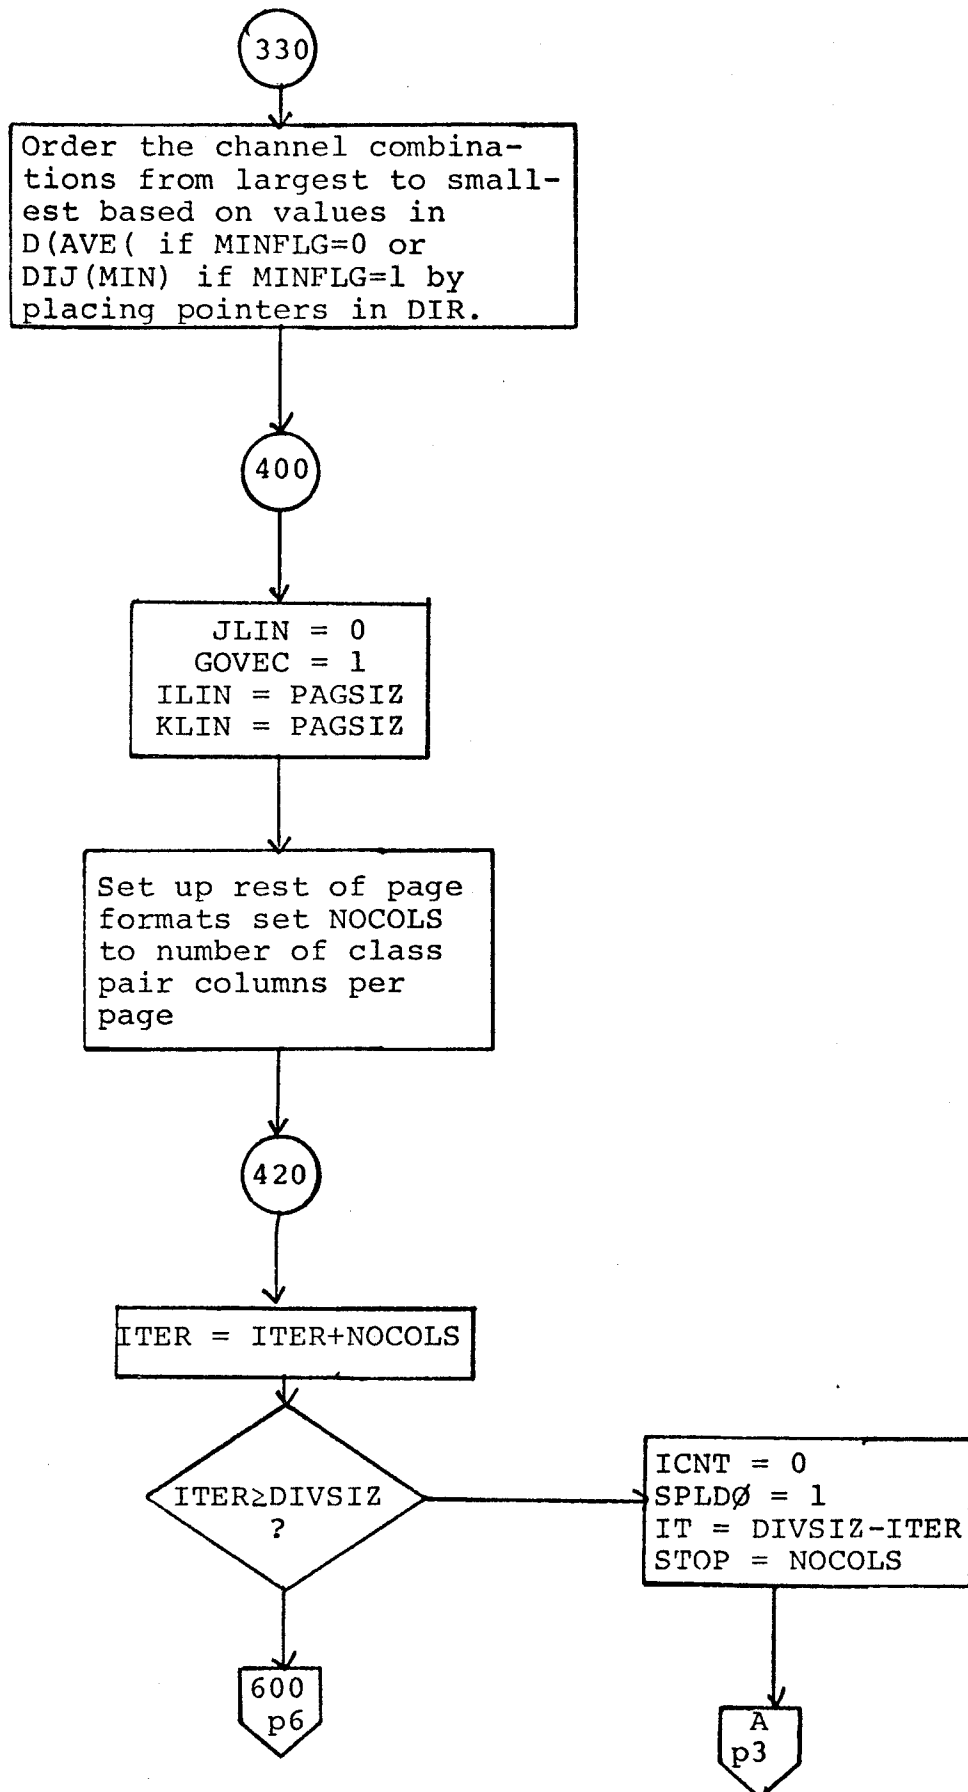 330
Order the channel combina-
tions from largest to small-
est based on values in
D(AVE( if MINFLG=0 or
DIJ(MIN) if MINFLG=1 by
placing pointers in DIR.
400
JLIN = 0
GOVEC = 1
ILIN = PAGSIZ
KLIN = PAGSIZ
Set up rest of page
formats set NOCOLS
to number of class
pair columns per
page
420
ITER = ITER+NOCOLS
ITER≥DIVSIZ
?
ICNT = 0
SPLDØ = 1
IT = DIVSIZ-ITER
STOP = NOCOLS
600
p6
A
p3